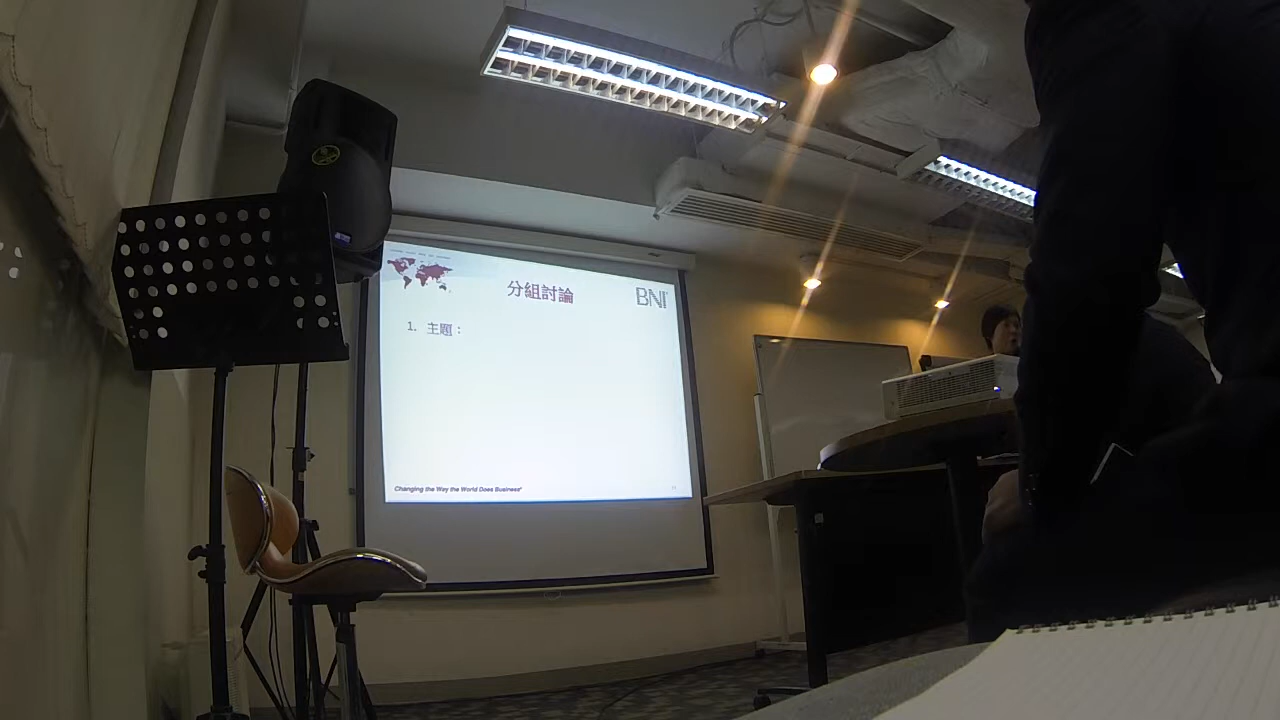 分組討論
BNI
1. 主題：
Changing the Way the World Does Business®